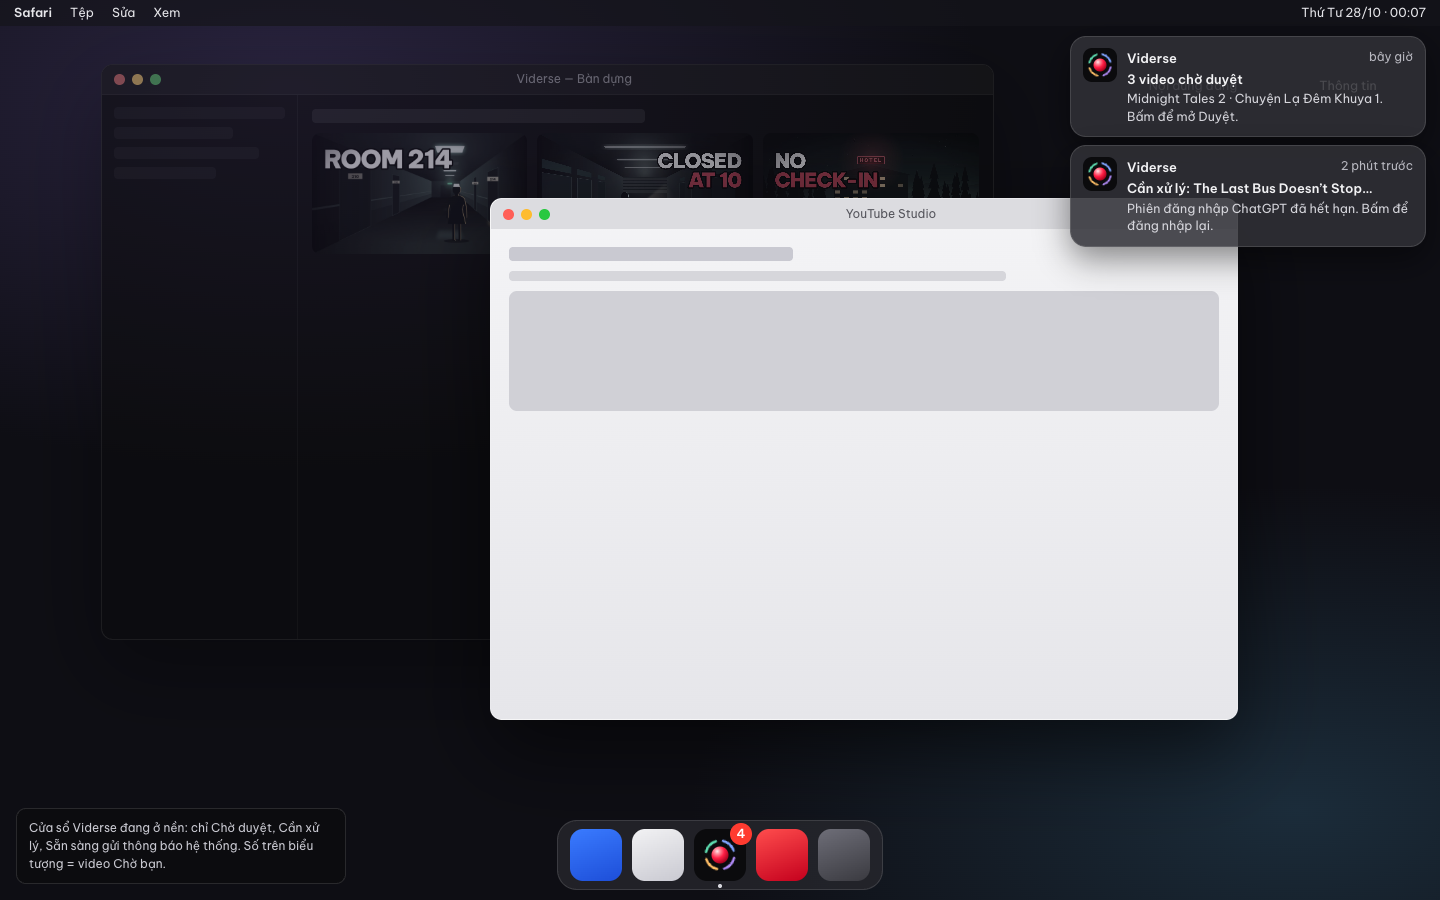 Safari Tệp Sửa Xem
Thứ Tư 28/10 · 00:07
Viderse — Bàn dựng
ROOM 214
CLOSED
AT 10
NO
CHECK-IN:
HOTEL
YouTube Studio
Viderse
bây giờ
3 video chờ duyệt
Thông tin
Midnight Tales 2 · Chuyện Lạ Đêm Khuya 1.
Bấm để mở Duyệt.
Viderse
2 phút trước
Cần xử lý: The Last Bus Doesn’t Stop…
Phiên đăng nhập ChatGPT đã hết hạn. Bấm để
đăng nhập lại.
Cửa sổ Viderse đang ở nền: chỉ Chờ duyệt, Cần xử
lý, Sẵn sàng gửi thông báo hệ thống. Số trên biểu
tượng = video Chờ bạn.
4